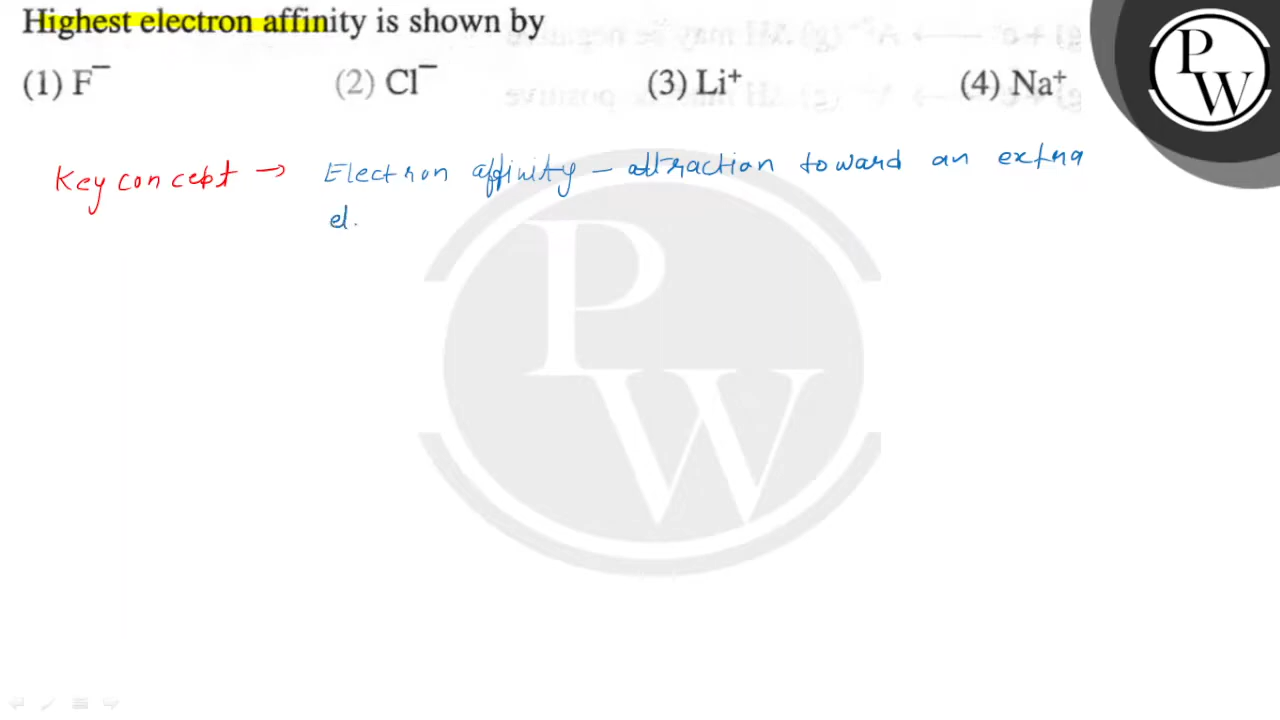 Highest electron affinity is shown by
(1) F⁻ (2) Cl⁻ (3) Li⁺ (4) Na⁺
Key concept → Electron affinity – attraction toward an extra
el.
P
W
P
W